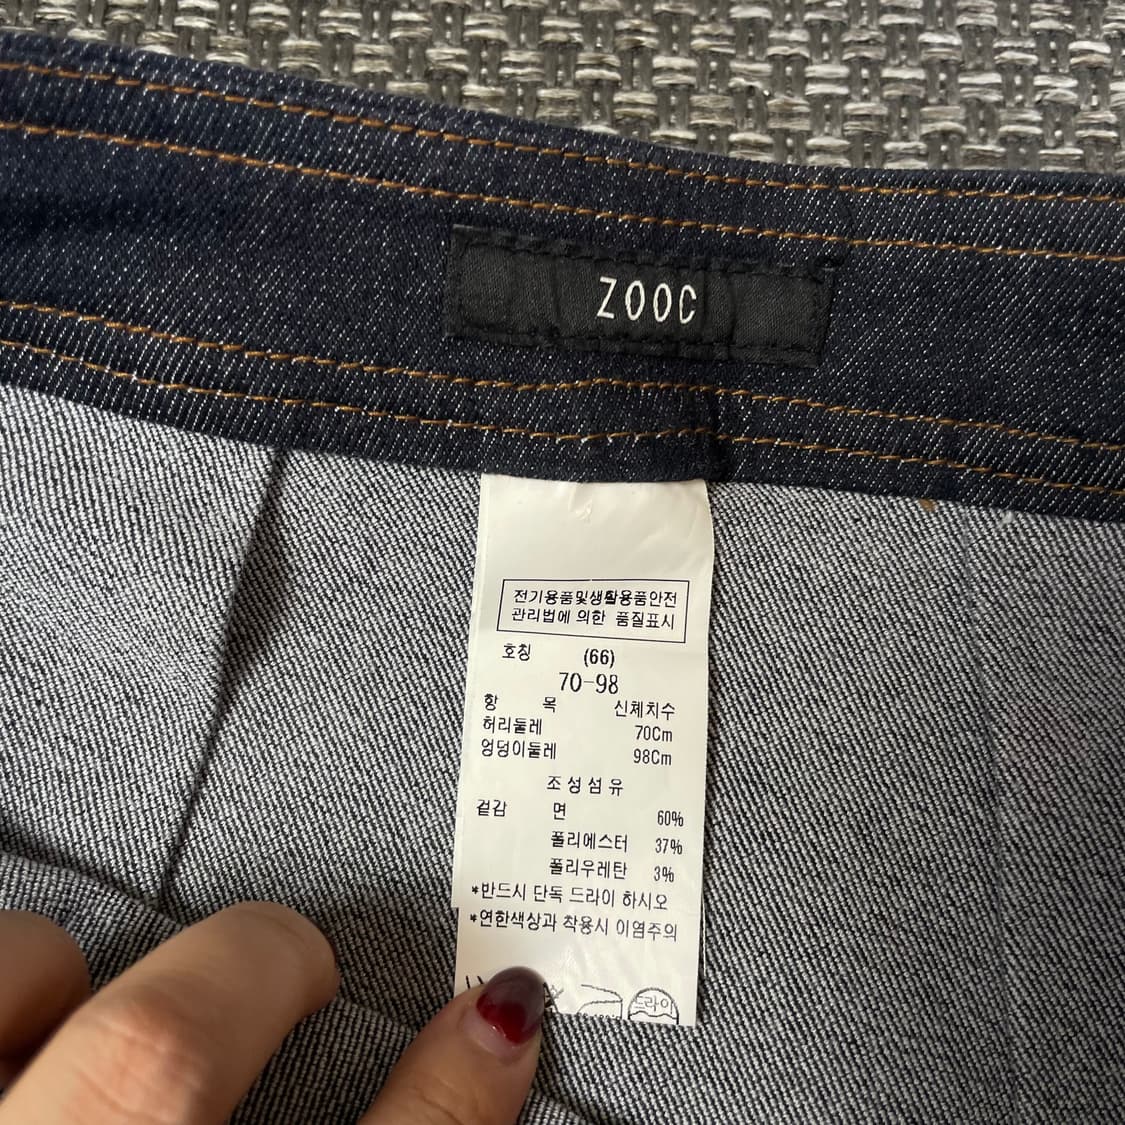 ZOOC
전기용품및생활용품안전
관리법에 의한 품질표시
호칭 (66)
70-98
항 목 신체치수
허리둘레 70Cm
엉덩이둘레 98Cm
조성섬유
겉감 면 60%
폴리에스터 37%
폴리우레탄 3%
*반드시 단독 드라이 하시오
*연한색상과 착용시 이염주의
드라이